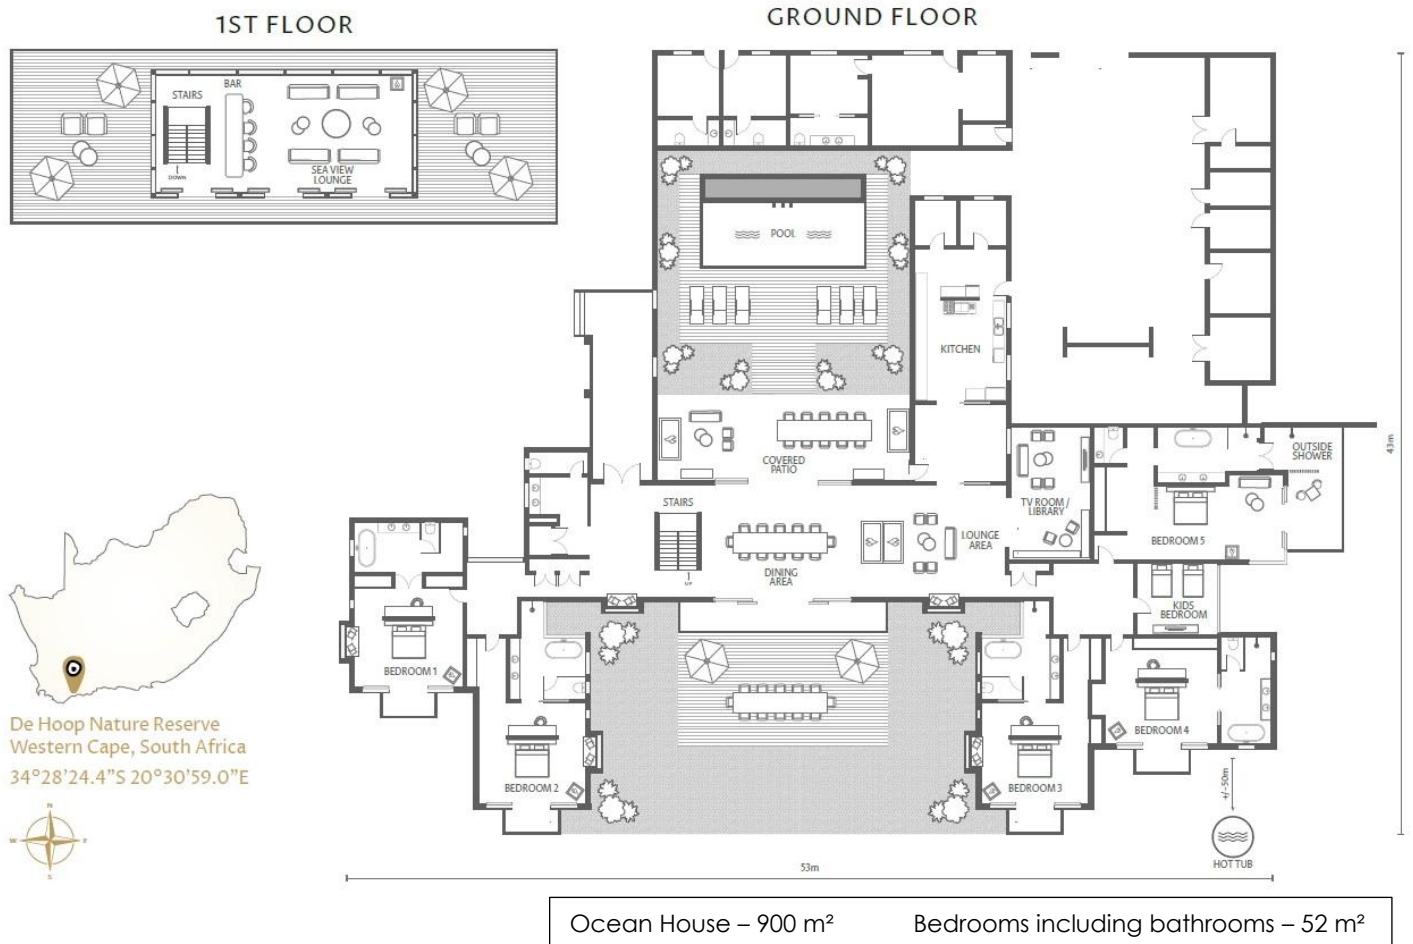 1ST FLOOR
GROUND FLOOR
BAR
STAIRS
SEA VIEW
LOUNGE
DOWN
POOL
KITCHEN
COVERED
PATIO
OUTSIDE
SHOWER
43m
STAIRS
TV ROOM /
LIBRARY
LOUNGE
AREA
BEDROOM 5
UP
DINING
AREA
KIDS
BEDROOM
BEDROOM 1
BEDROOM 4
BEDROOM 2
BEDROOM 3
+/-50m
HOT TUB
De Hoop Nature Reserve
Western Cape, South Africa
34°28'24.4"S 20°30'59.0"E
N
W E
S
53m
Ocean House – 900 m² Bedrooms including bathrooms – 52 m²